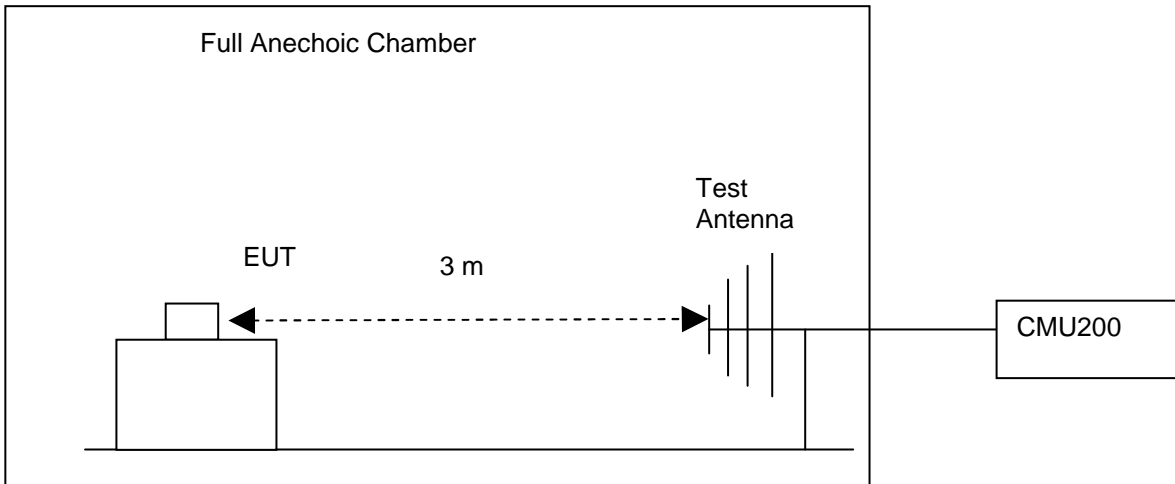 Full Anechoic Chamber
Test
Antenna
EUT
3 m
CMU200